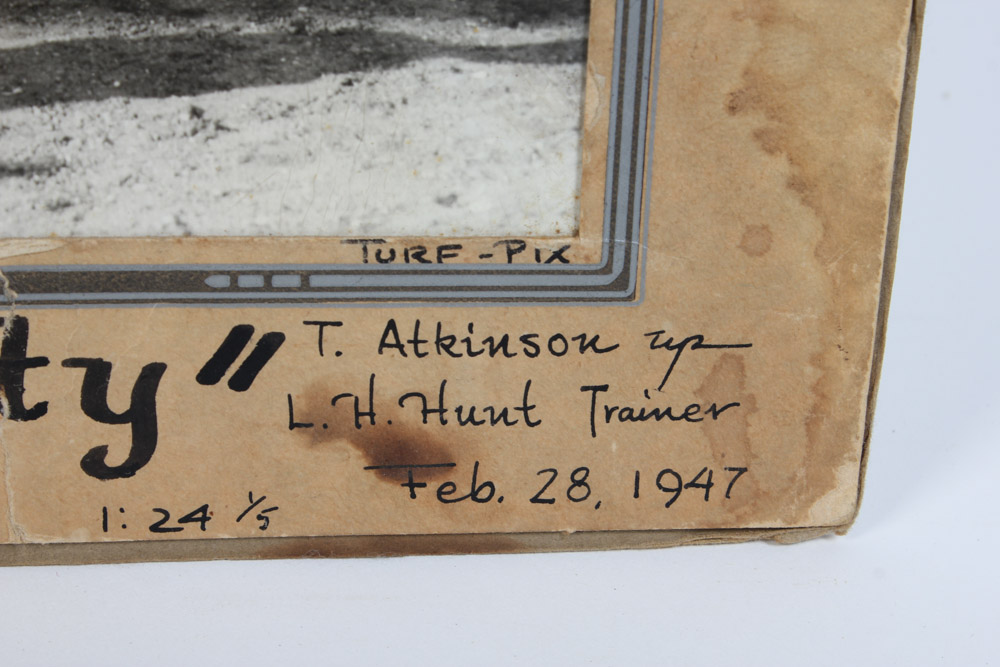 TURF-PIX
ty" T. Atkinson up
L. H. Hunt Trainer
Feb. 28, 1947
1:24 1/5